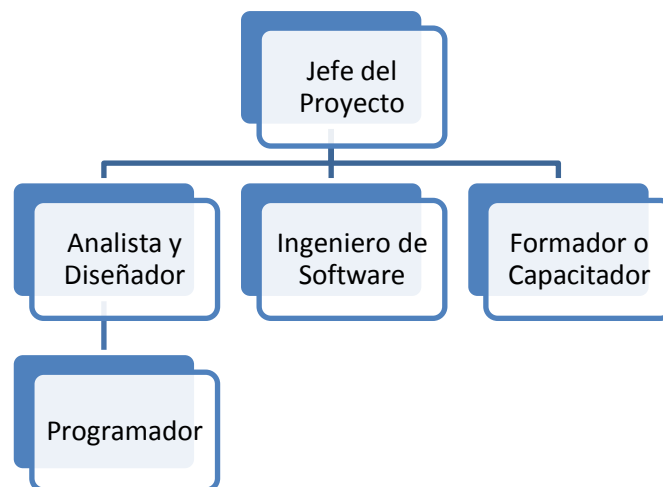 Jefe del
Proyecto
Analista y
Diseñador
Ingeniero de
Software
Formador o
Capacitador
Programador